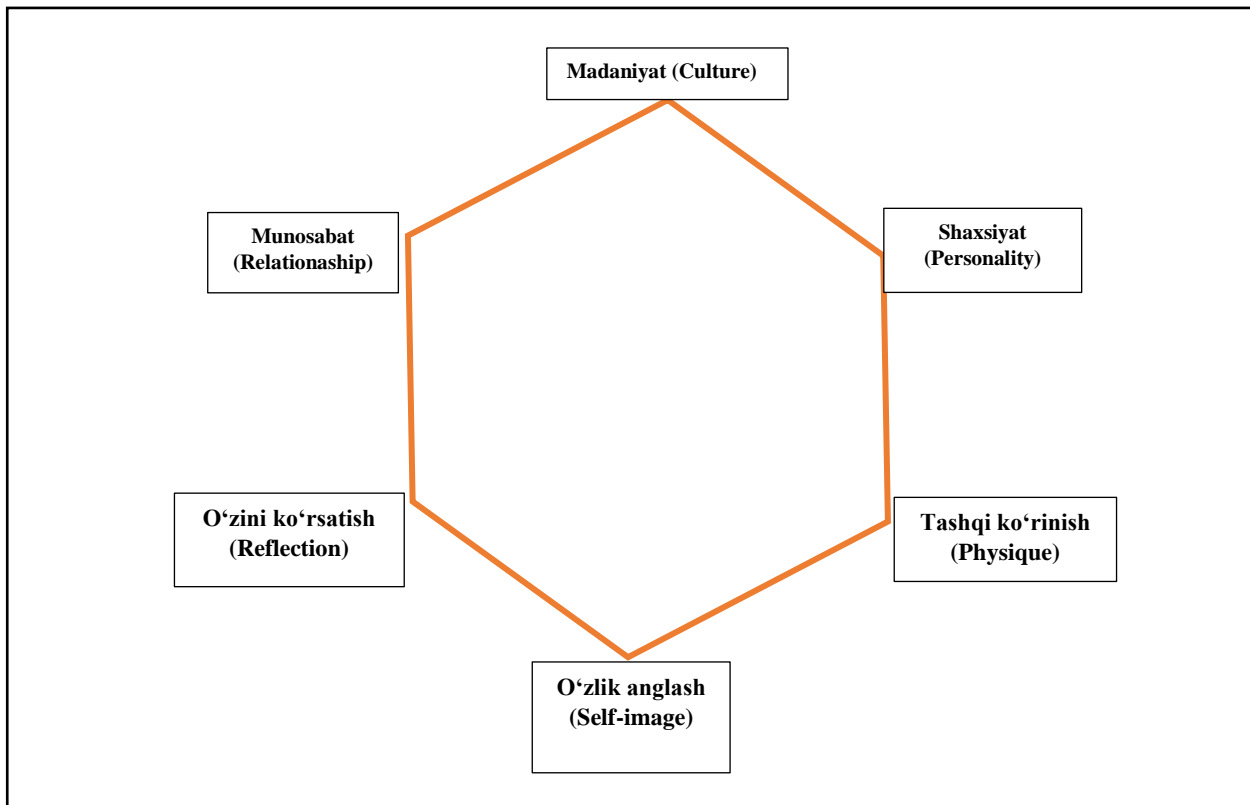 Madaniyat (Culture)
Munosabat
(Relationaship)
Shaxsiyat
(Personality)
O‘zini ko‘rsatish
(Reflection)
Tashqi ko‘rinish
(Physique)
O‘zlik anglash
(Self-image)